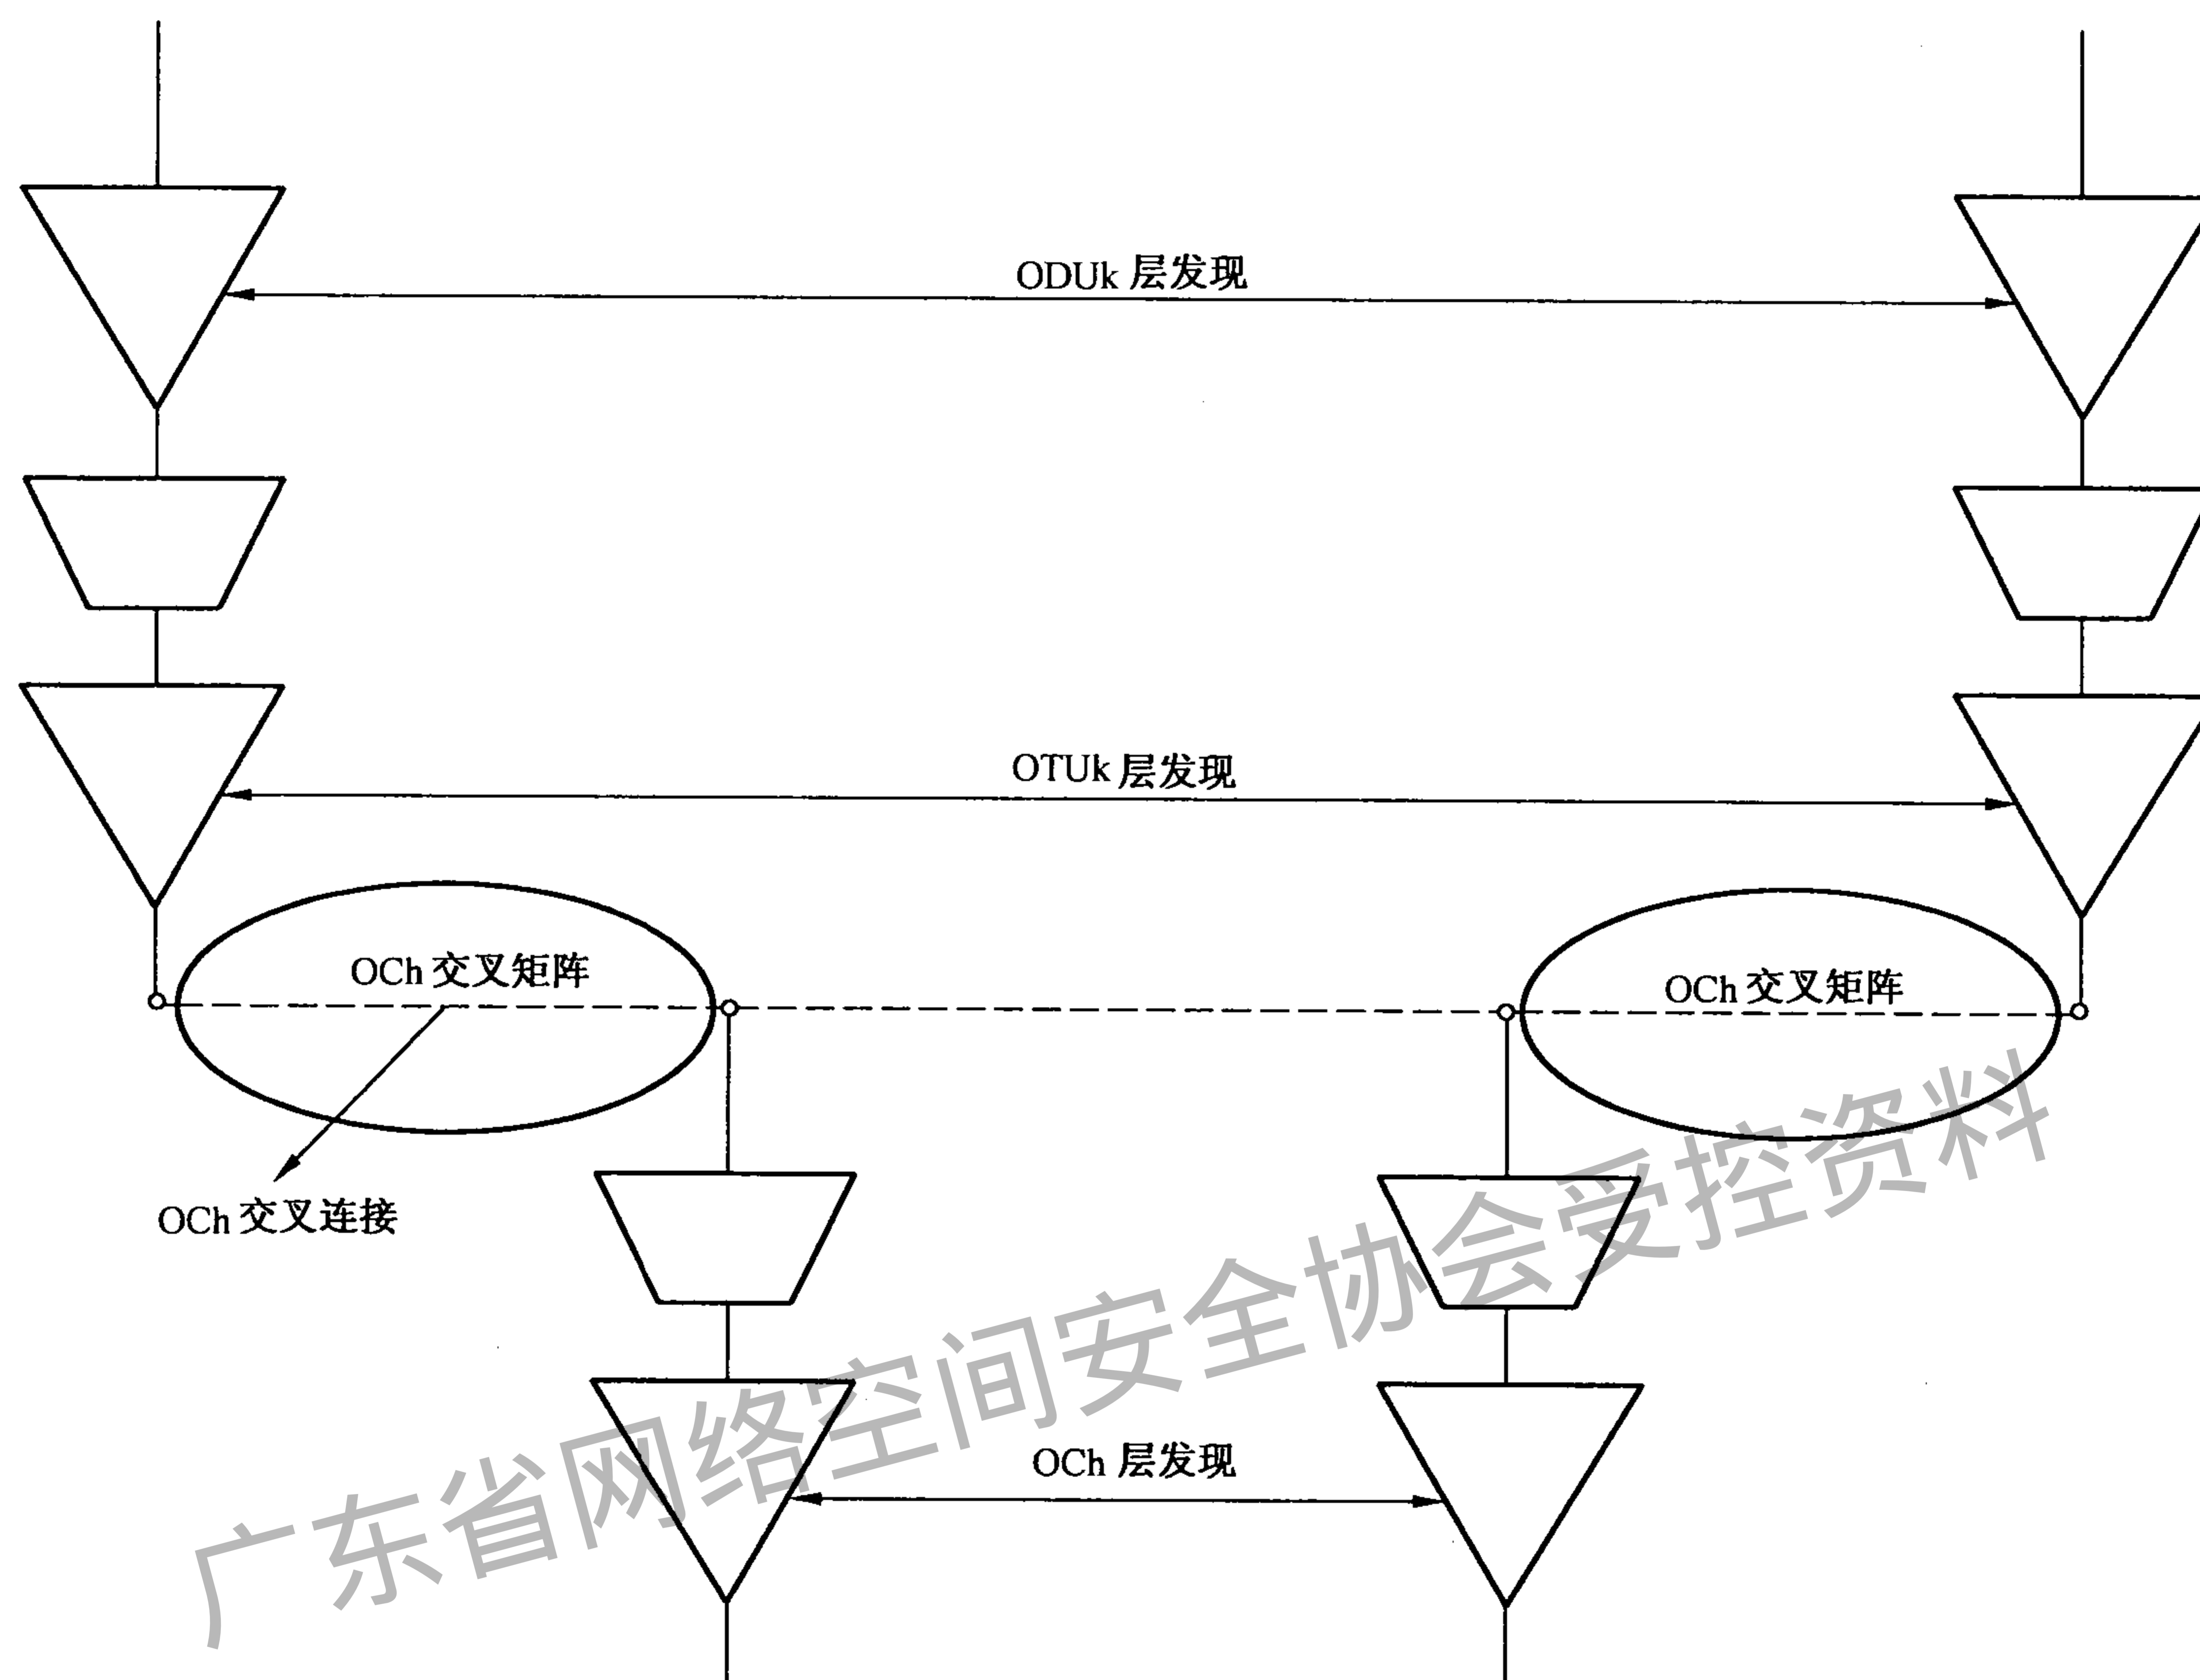 ODUk 层发现
OTUk 层发现
OCh 交叉矩阵
OCh 交叉矩阵
OCh 交叉连接
OCh 层发现
广东省网络空间安全协会受控资料